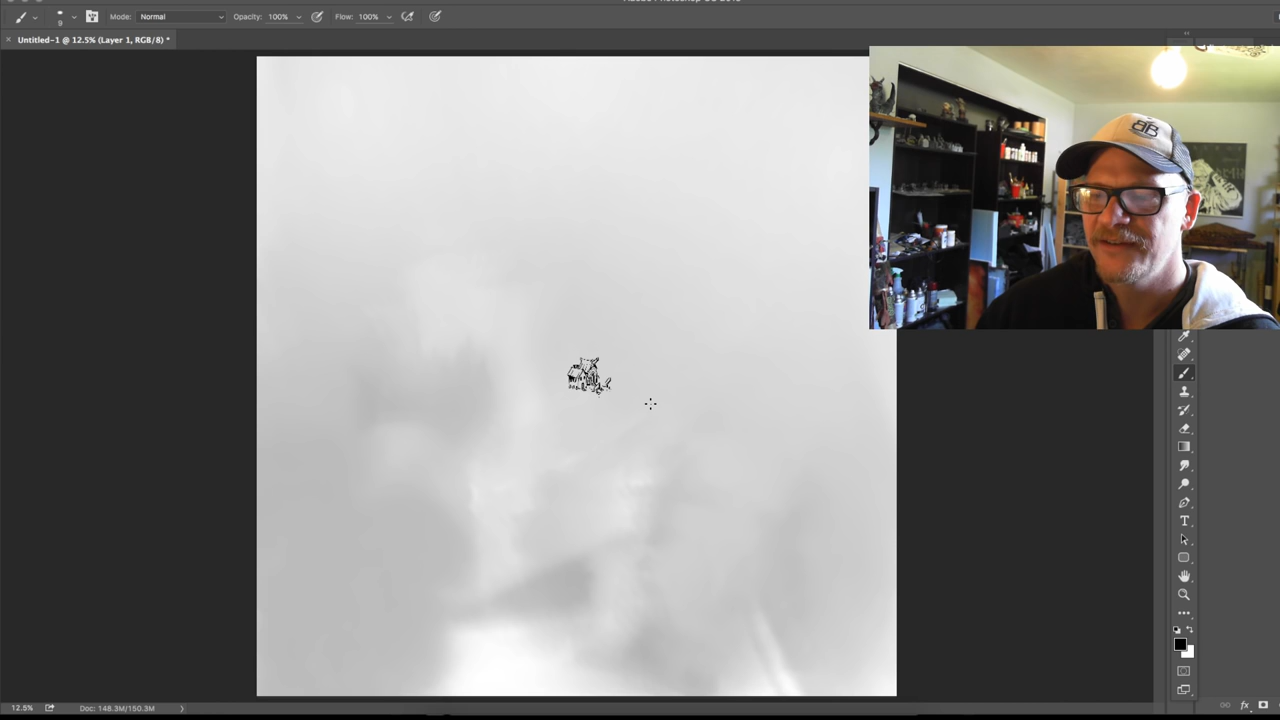 9
Mode: Normal
Opacity: 100%
Flow: 100%
Untitled-1 @ 12.5% (Layer 1, RGB/8) *
12.5%
Doc: 148.3M/150.3M